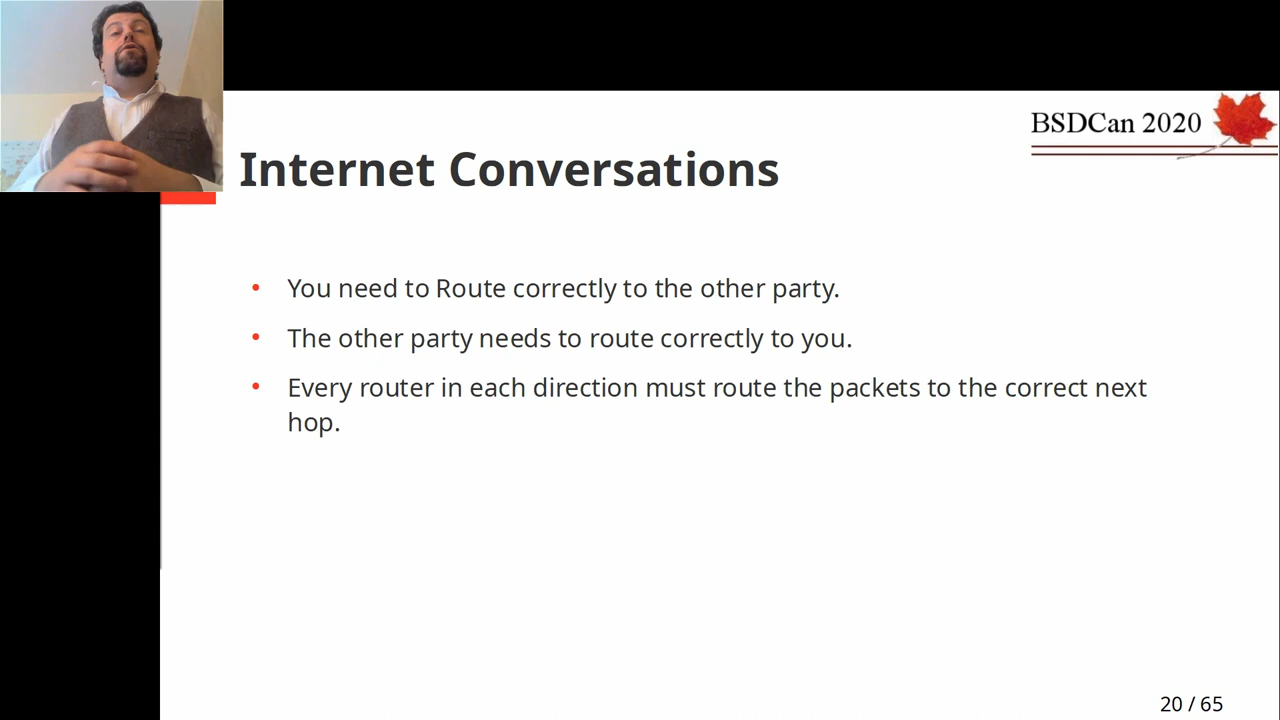 BSDCan 2020
Internet Conversations
• You need to Route correctly to the other party.
• The other party needs to route correctly to you.
• Every router in each direction must route the packets to the correct next
hop.
20 / 65